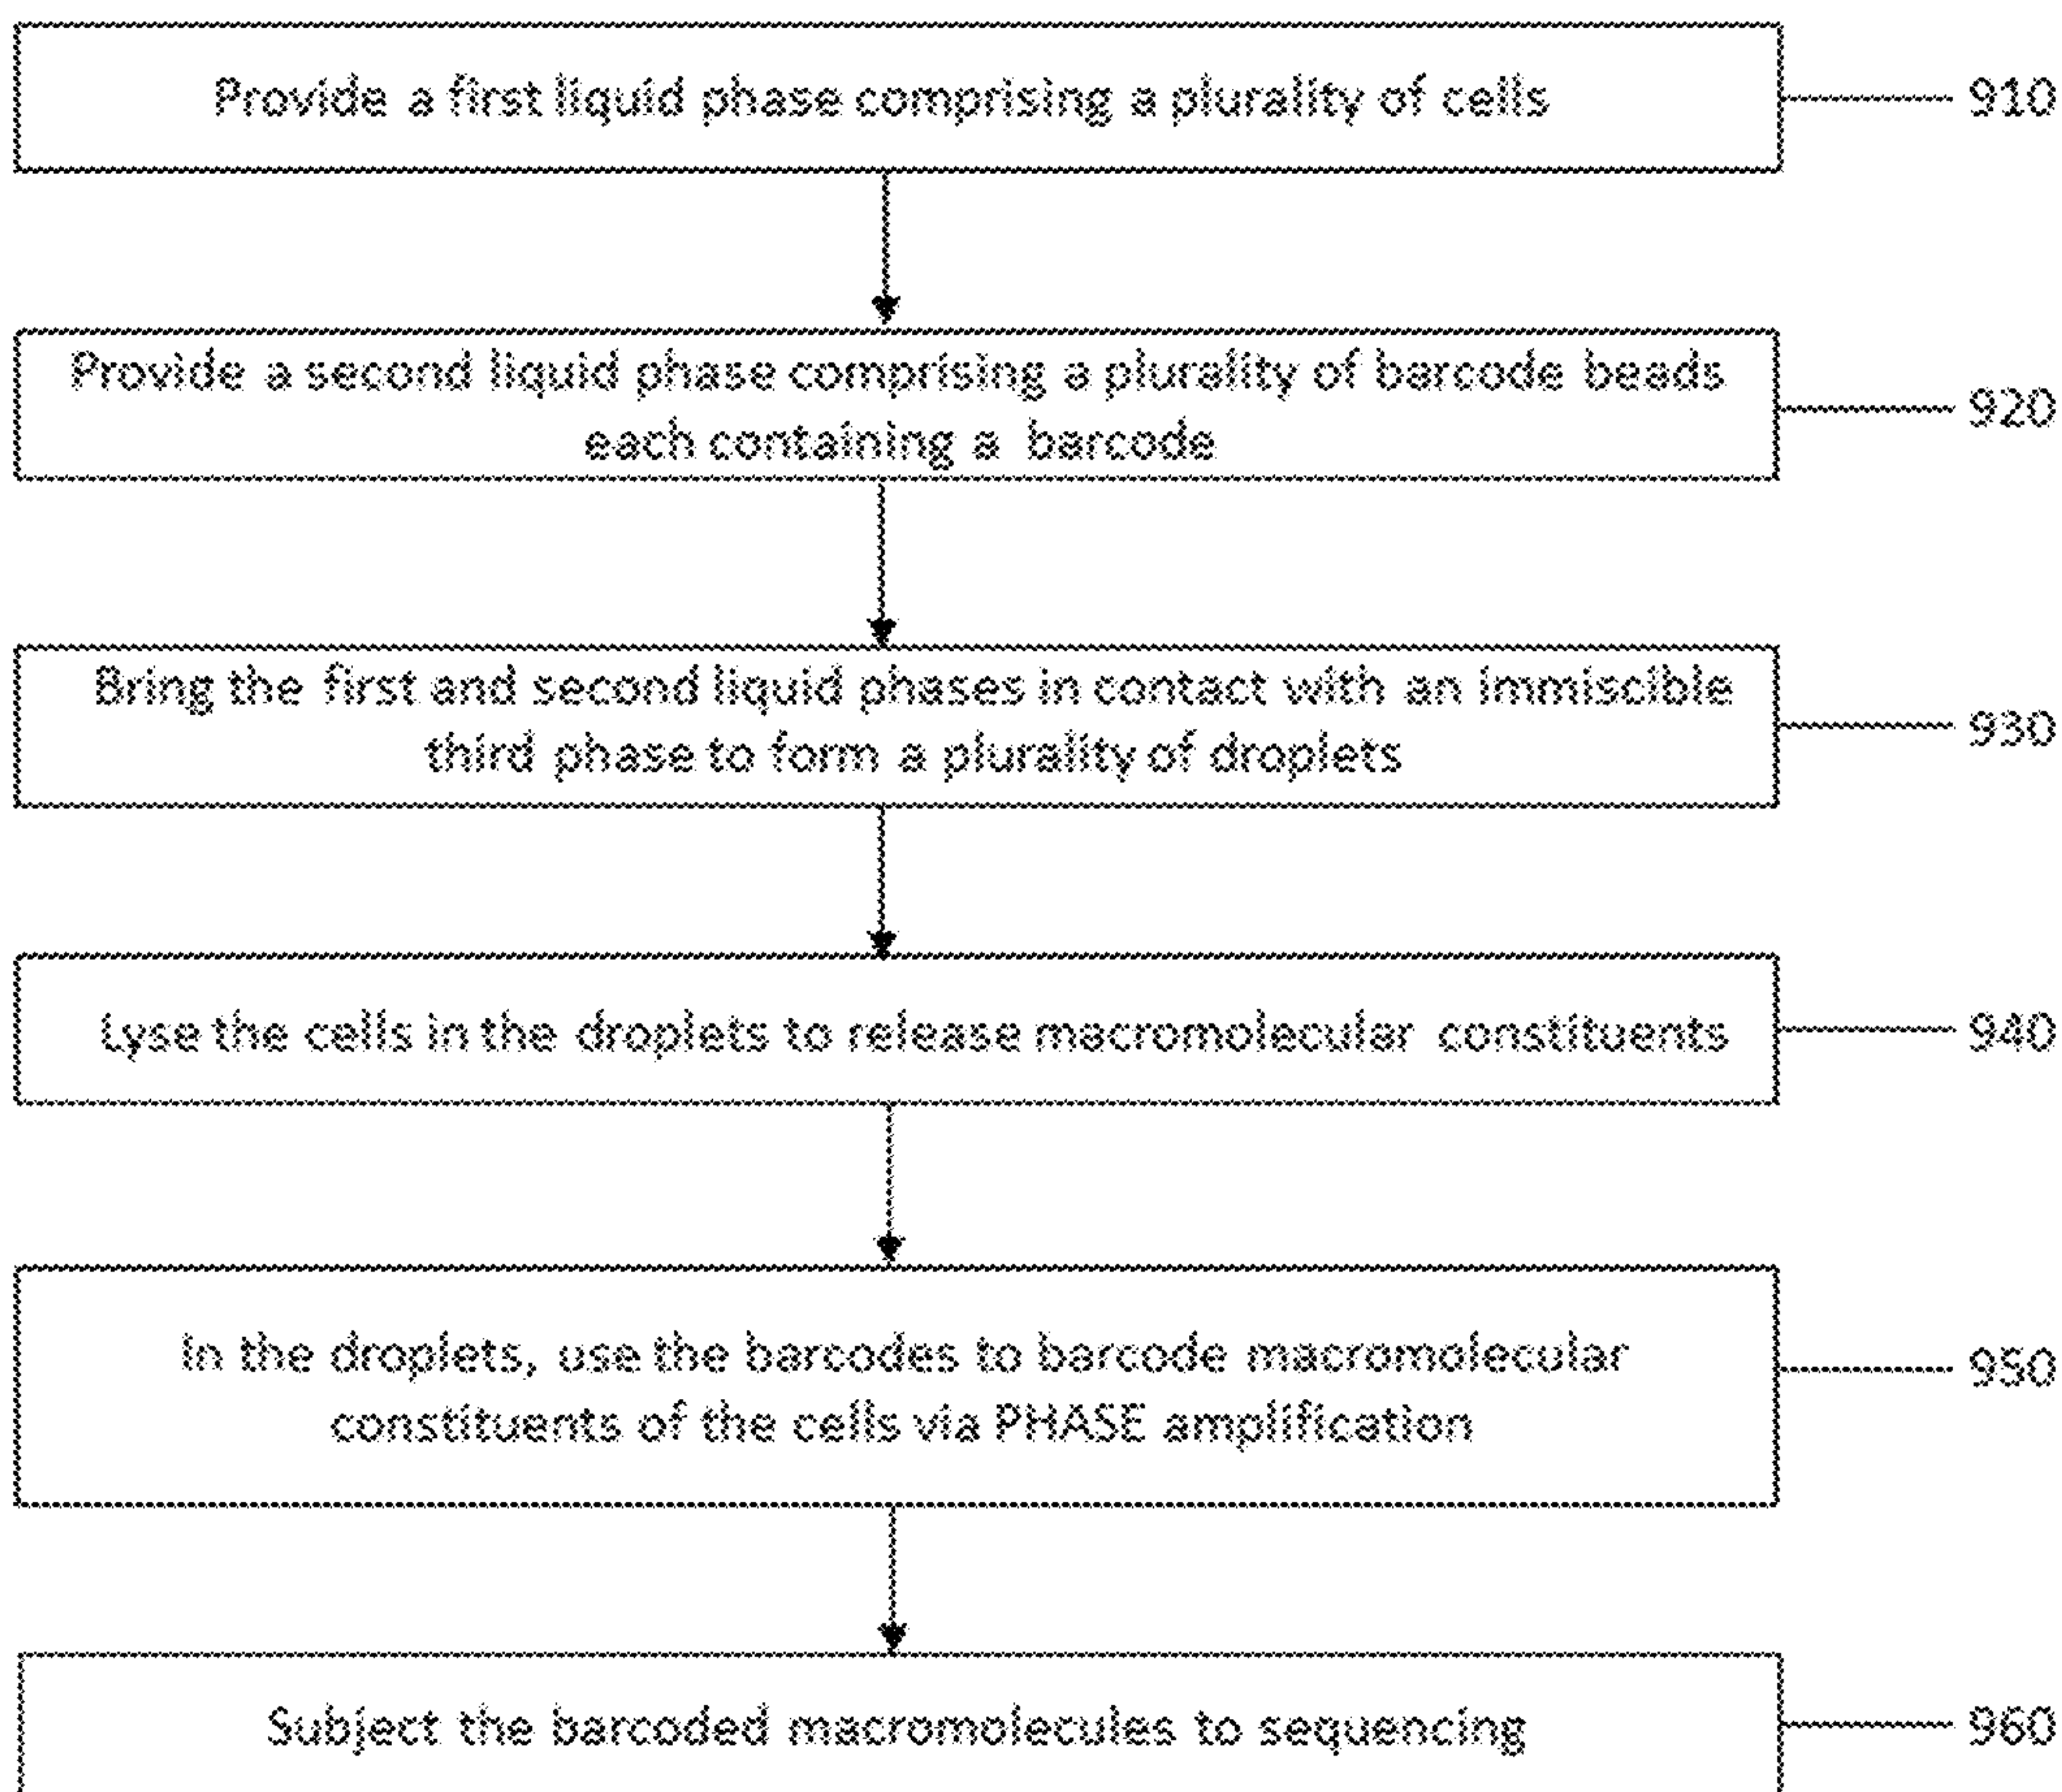 Provide a first liquid phase comprising a plurality of cells
910
Provide a second liquid phase comprising a plurality of barcode beads
each containing a barcode
920
Bring the first and second liquid phases in contact with an immiscible
third phase to form a plurality of droplets
930
Lyse the cells in the droplets to release macromolecular constituents
940
In the droplets, use the barcodes to barcode macromolecular
constituents of the cells via PHASE amplification
950
Subject the barcoded macromolecules to sequencing
960